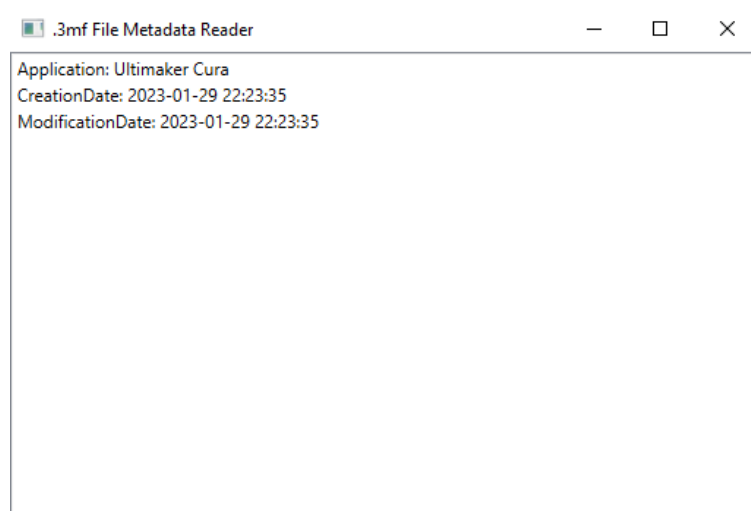 .3mf File Metadata Reader
Application: Ultimaker Cura
CreationDate: 2023-01-29 22:23:35
ModificationDate: 2023-01-29 22:23:35